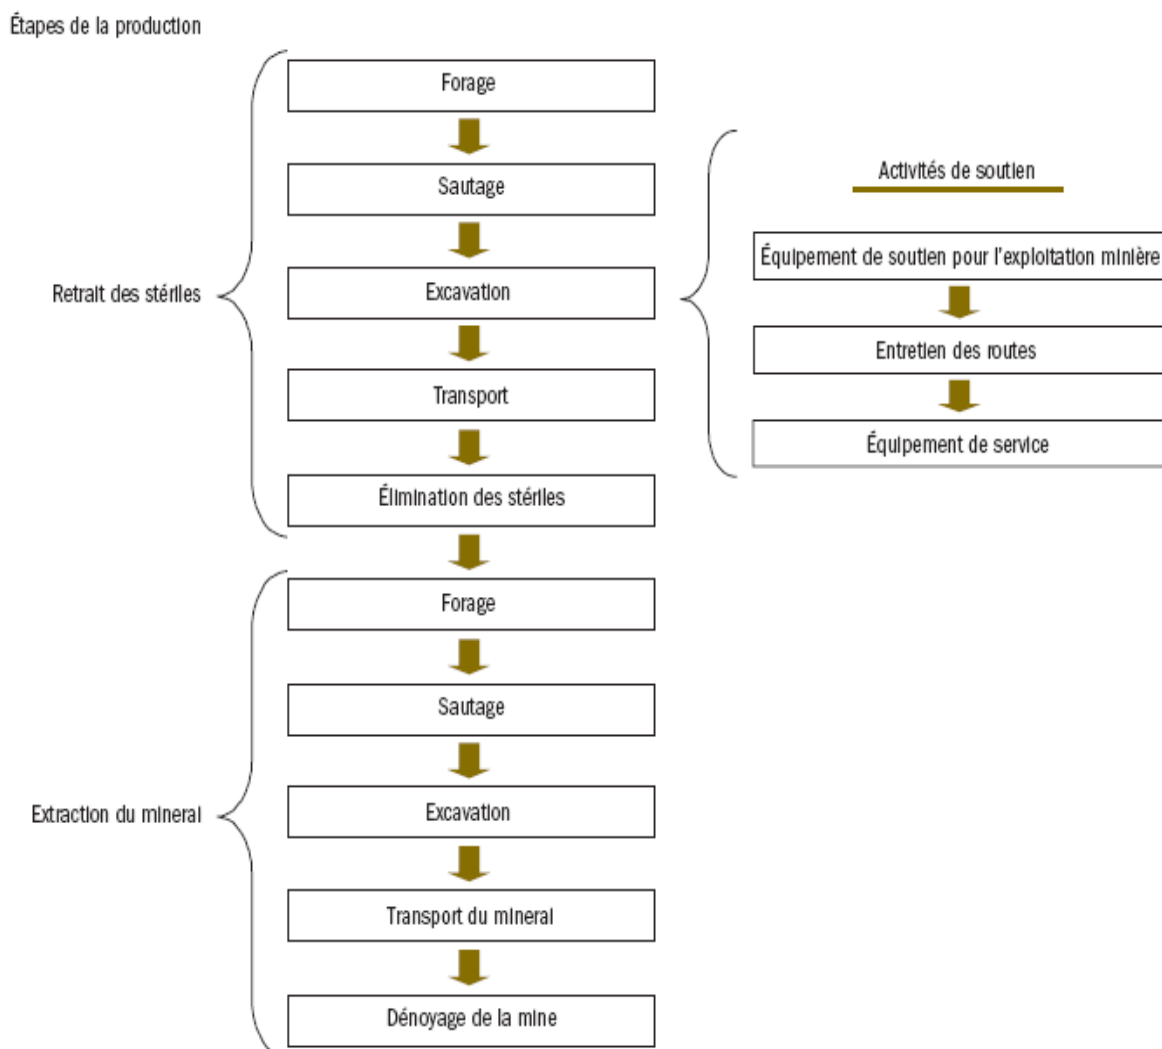 Étapes de la production
Forage
Sautage
Retrait des stériles
Excavation
Transport
Élimination des stériles
Activités de soutien
Équipement de soutien pour l'exploitation minière
Entretien des routes
Équipement de service
Forage
Sautage
Extraction du mineral
Excavation
Transport du mineral
Dénoyage de la mine